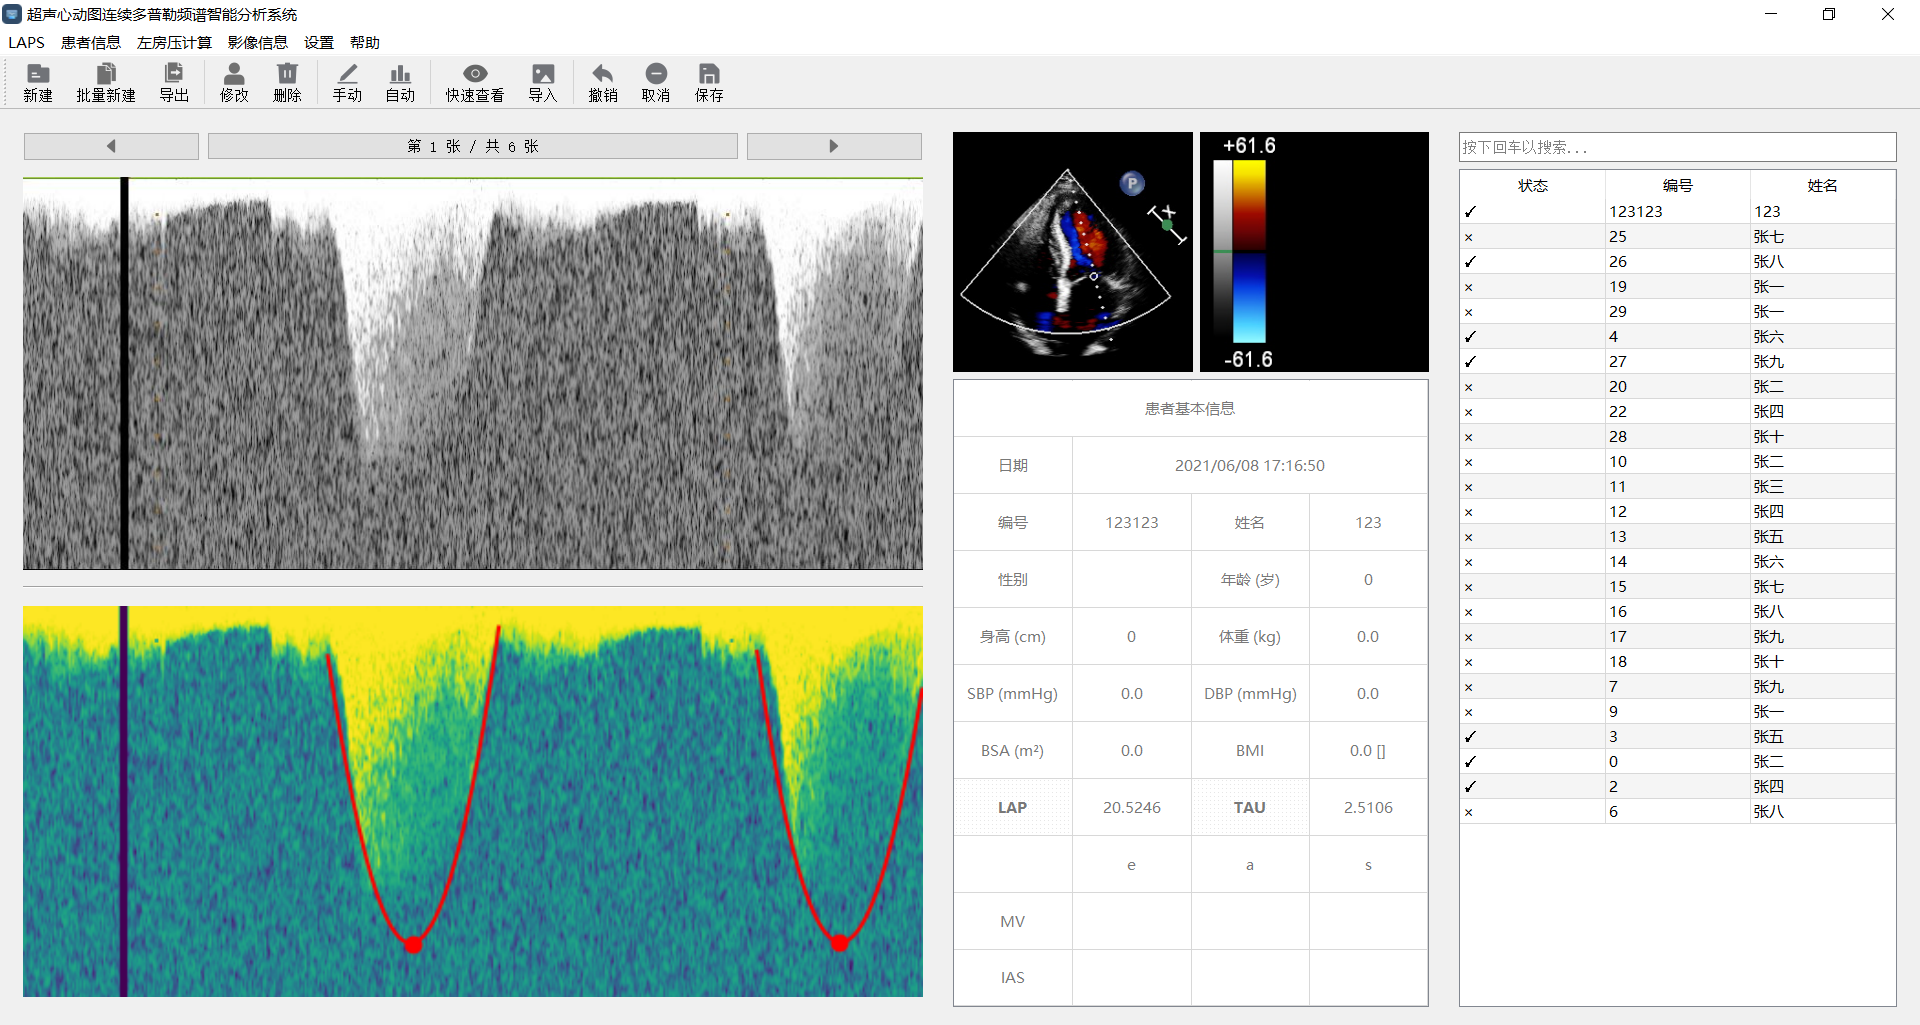 超声心动图连续多普勒频谱智能分析系统
LAPS 患者信息 左房压计算 影像信息 设置 帮助
新建 批量新建 导出 修改 删除 手动 自动 快速查看 导入 撤销 取消 保存
第 1 张 / 共 6 张
P
+61.6
-61.6
患者基本信息
日期 2021/06/08 17:16:50
编号 123123 姓名 123
性别 年龄 (岁) 0
身高 (cm) 0 体重 (kg) 0.0
SBP (mmHg) 0.0 DBP (mmHg) 0.0
BSA (m²) 0.0 BMI 0.0 []
LAP 20.5246 TAU 2.5106
e a s
MV
IAS
按下回车以搜索...
状态 编号 姓名
✓ 123123 123
× 25 张七
✓ 26 张八
× 19 张一
× 29 张一
✓ 4 张六
✓ 27 张九
× 20 张二
× 22 张四
× 28 张十
× 10 张二
× 11 张三
× 12 张四
× 13 张五
× 14 张六
× 15 张七
× 16 张八
× 17 张九
× 18 张十
× 7 张九
× 9 张一
✓ 3 张五
✓ 0 张二
✓ 2 张四
× 6 张八